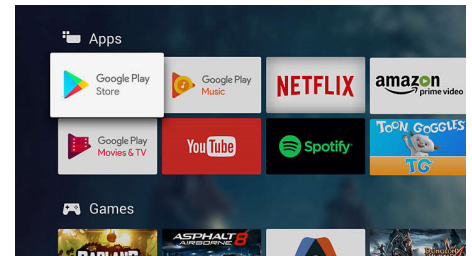 Apps
Google Play
Store
Google Play
Music
NETFLIX
amazon
prime video
Google Play
Movies & TV
YouTube
Spotify
TOON GOGGLES
TG
Games
BADLAND
ASPHALT 8
AIRBORNE